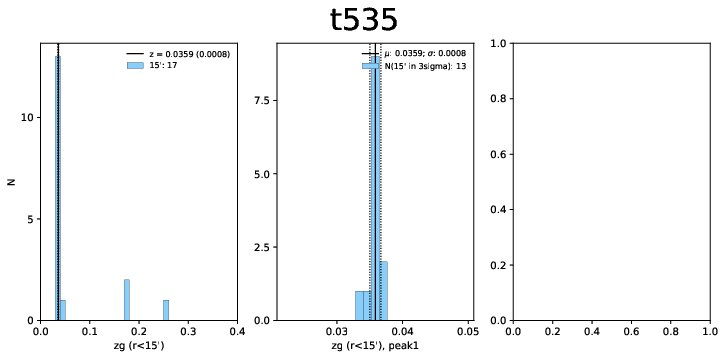 t535
z = 0.0359 (0.0008)
15': 17
N
10
5
0
0.0 0.1 0.2 0.3 0.4
zg (r<15')
μ: 0.0359; σ: 0.0008
N(15' in 3sigma): 13
7.5
5.0
2.5
0.0
0.03 0.04 0.05
zg (r<15'), peak1
1.0
0.8
0.6
0.4
0.2
0.0
0.0 0.2 0.4 0.6 0.8 1.0